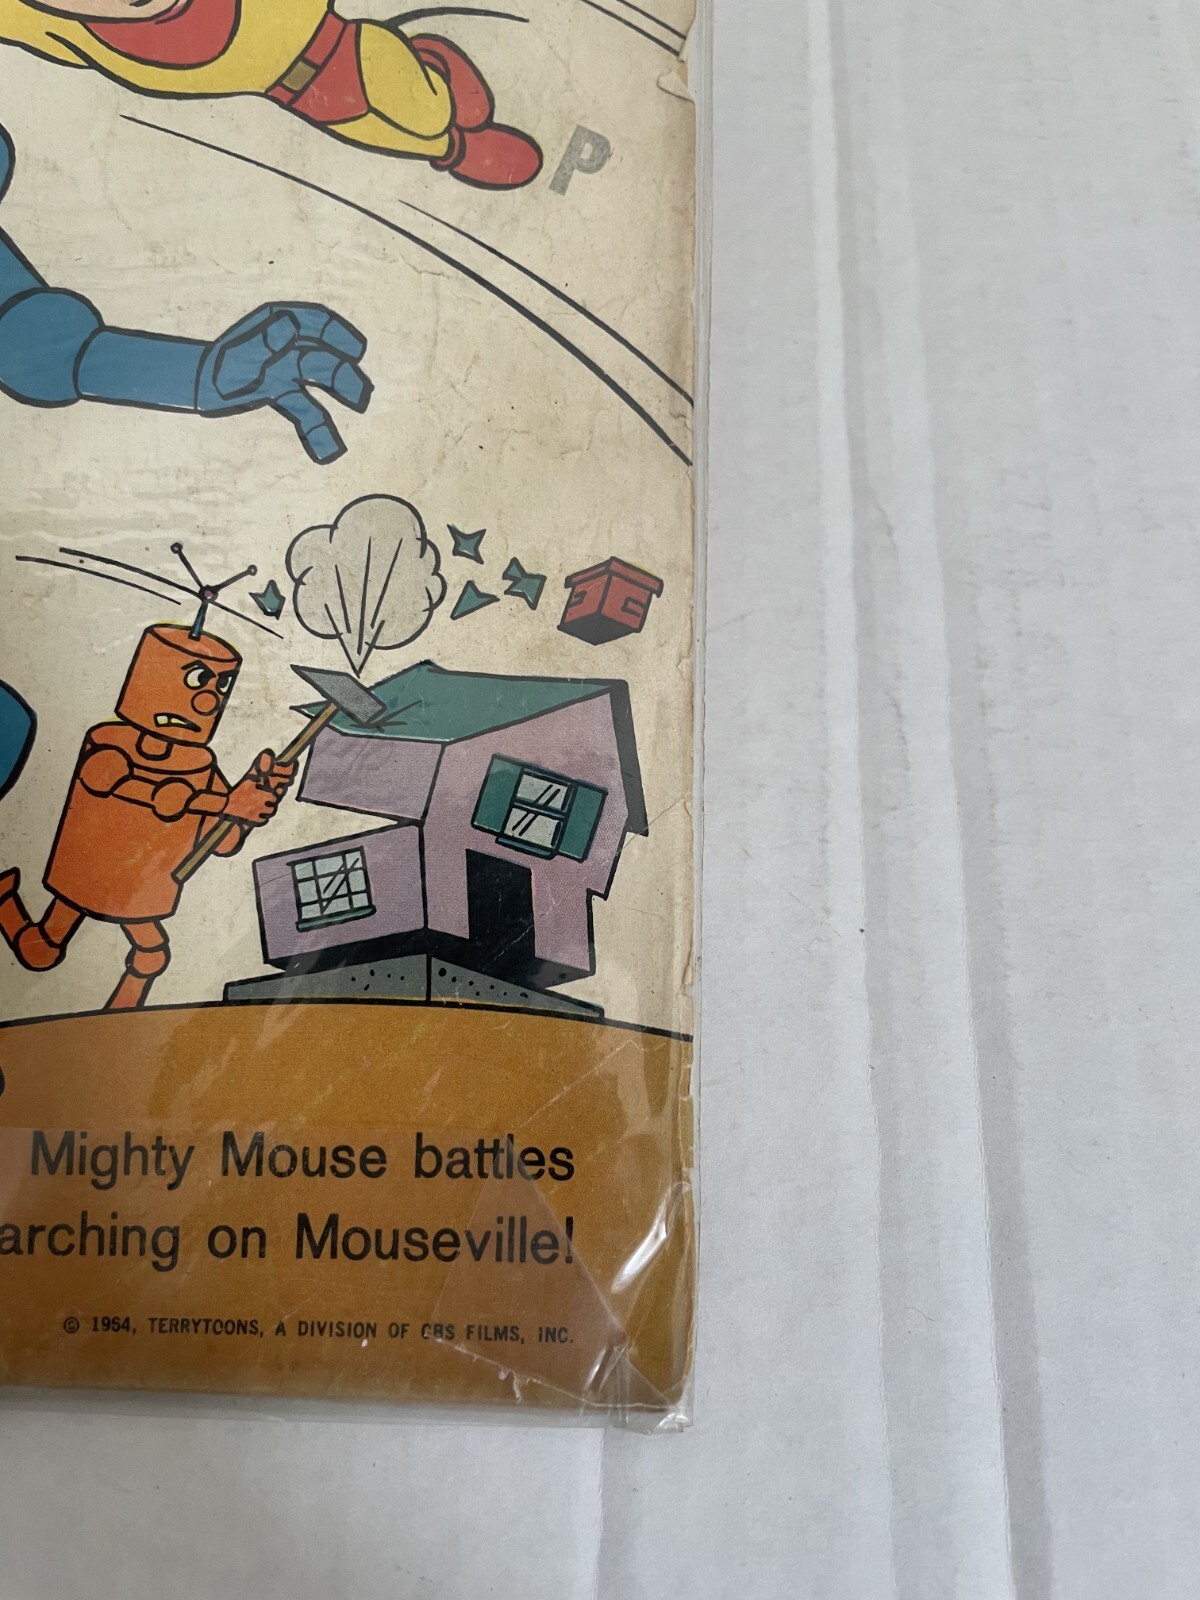 P
Mighty Mouse battles
arching on Mouseville!
© 1964, TERRYTOONS, A DIVISION OF CBS FILMS, INC.